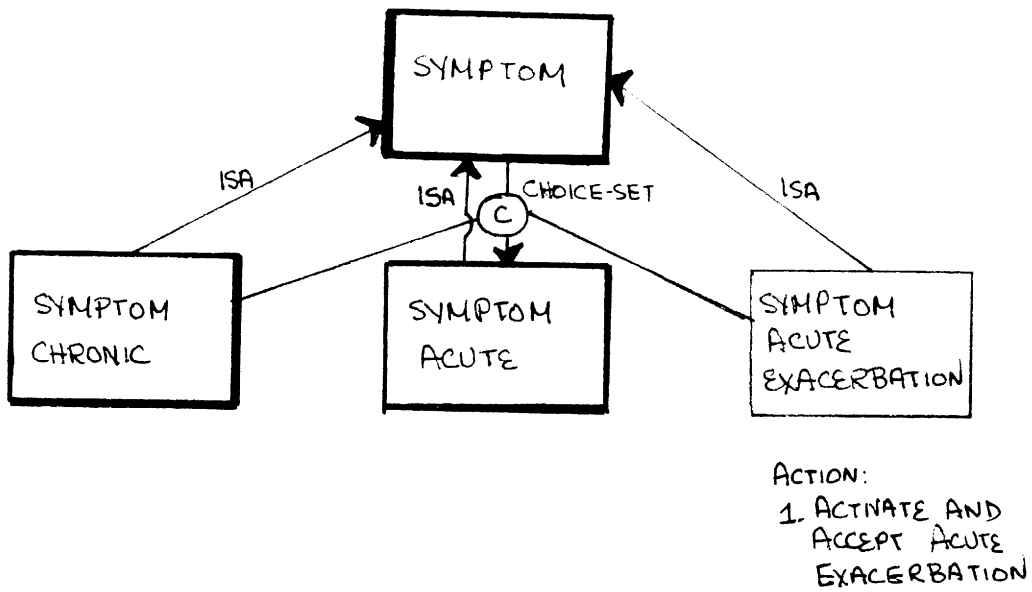 SYMPTOM
ISA
ISA
CHOICE-SET
ISA
C
SYMPTOM
CHRONIC
SYMPTOM
ACUTE
SYMPTOM
ACUTE
EXACERBATION
ACTION:
1. ACTIVATE AND
ACCEPT ACUTE
EXACERBATION